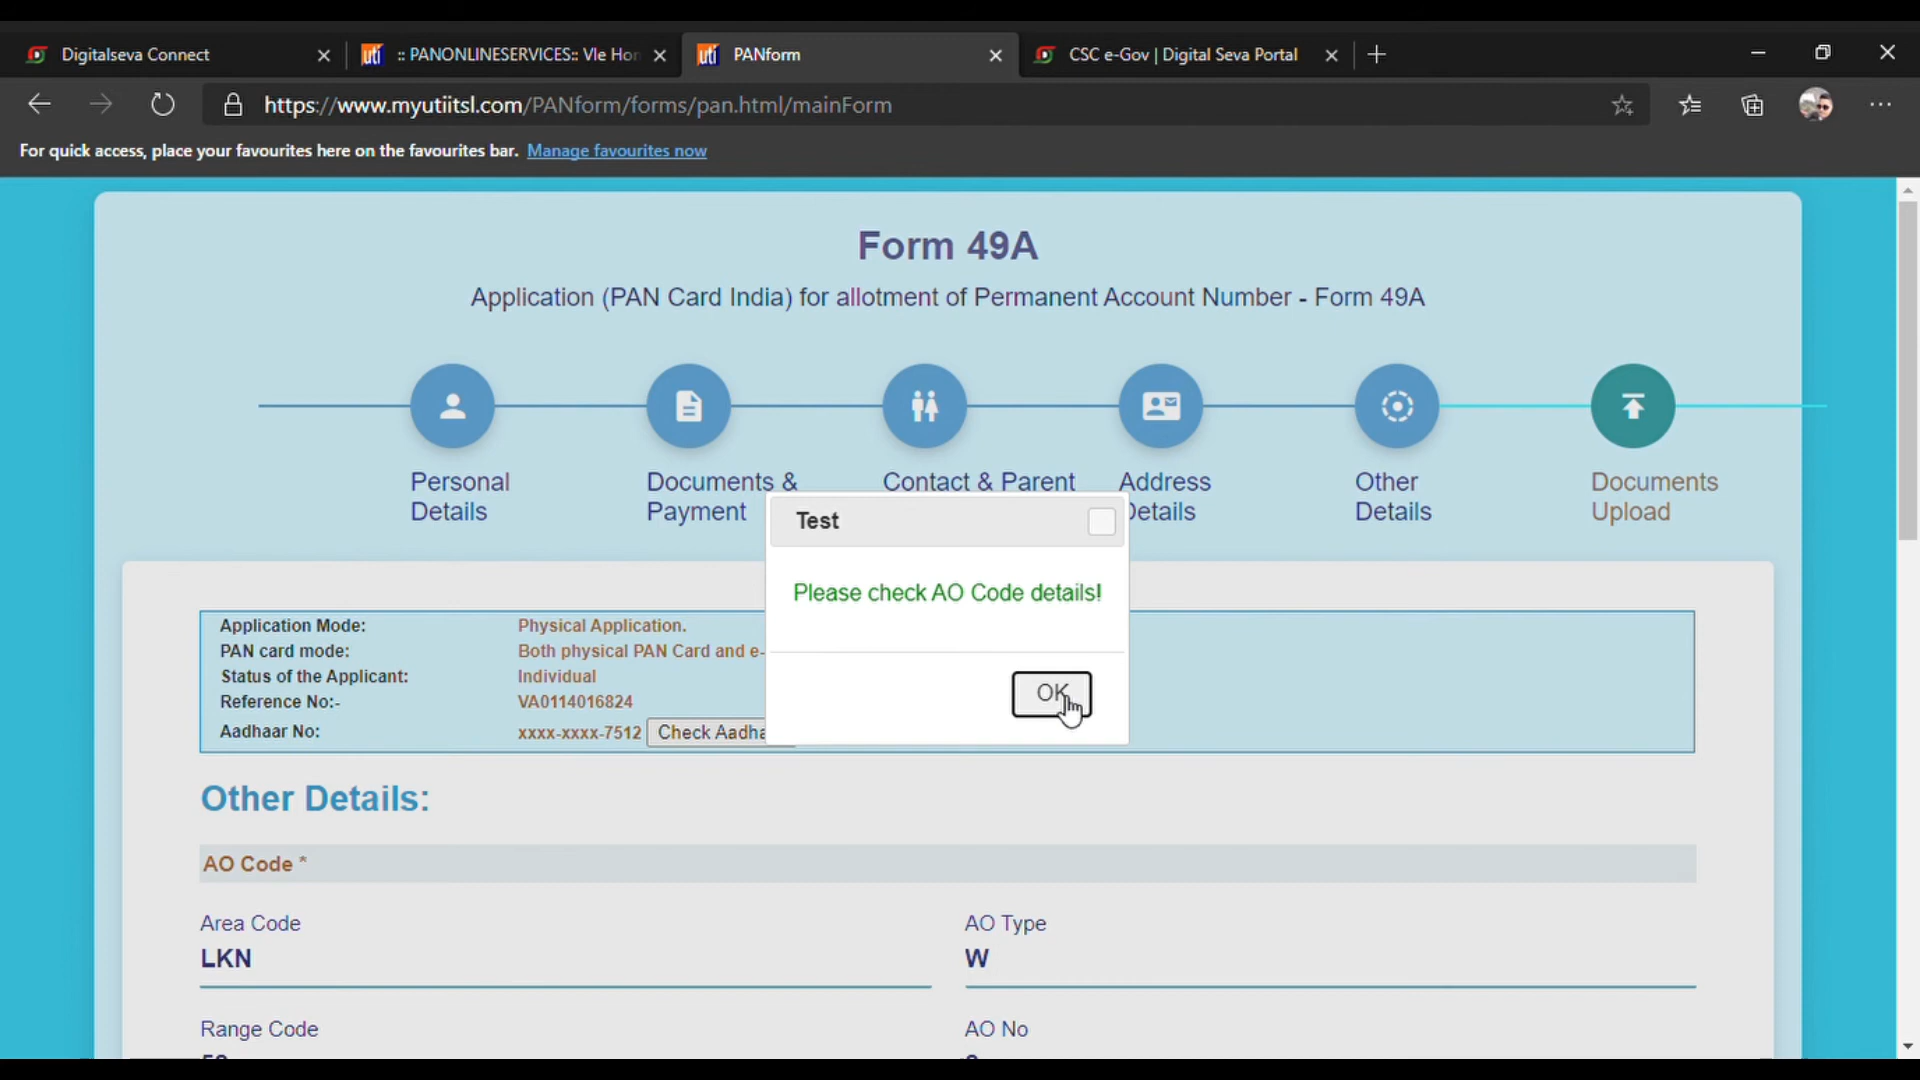 Digitalseva Connect
:: PANONLINESERVICES:: Vle Hon
PANform
CSC e-Gov | Digital Seva Portal
https://www.myutiitsl.com/PANform/forms/pan.html/mainForm
For quick access, place your favourites here on the favourites bar. Manage favourites now
Form 49A
Application (PAN Card India) for allotment of Permanent Account Number - Form 49A
Personal
Details
Documents &
Payment
Contact & Parent
Address
Details
Other
Details
Documents
Upload
Test
Please check AO Code details!
OK
Application Mode: Physical Application.
PAN card mode: Both physical PAN Card and e-
Status of the Applicant: Individual
Reference No:- VA0114016824
Aadhaar No: xxxx-xxxx-7512 Check Aadha
Other Details:
AO Code *
Area Code
LKN
AO Type
W
Range Code
AO No